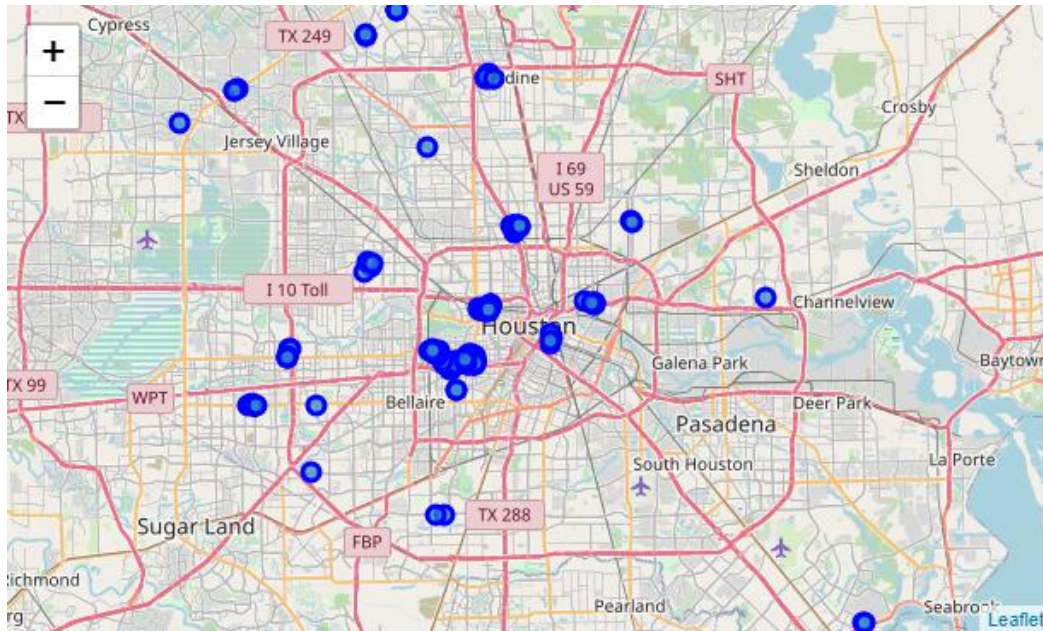 Cypress
+
TX 249
−
dine
SHT
TX
Crosby
Jersey Village
I 69
US 59
Sheldon
I 10 Toll
Channelview
Houston
Galena Park
Baytown
TX 99
WPT
Bellaire
Deer Park
Pasadena
La Porte
South Houston
Sugar Land
TX 288
FBP
Richmond
Pearland
Seabrook
rg
Leaflet